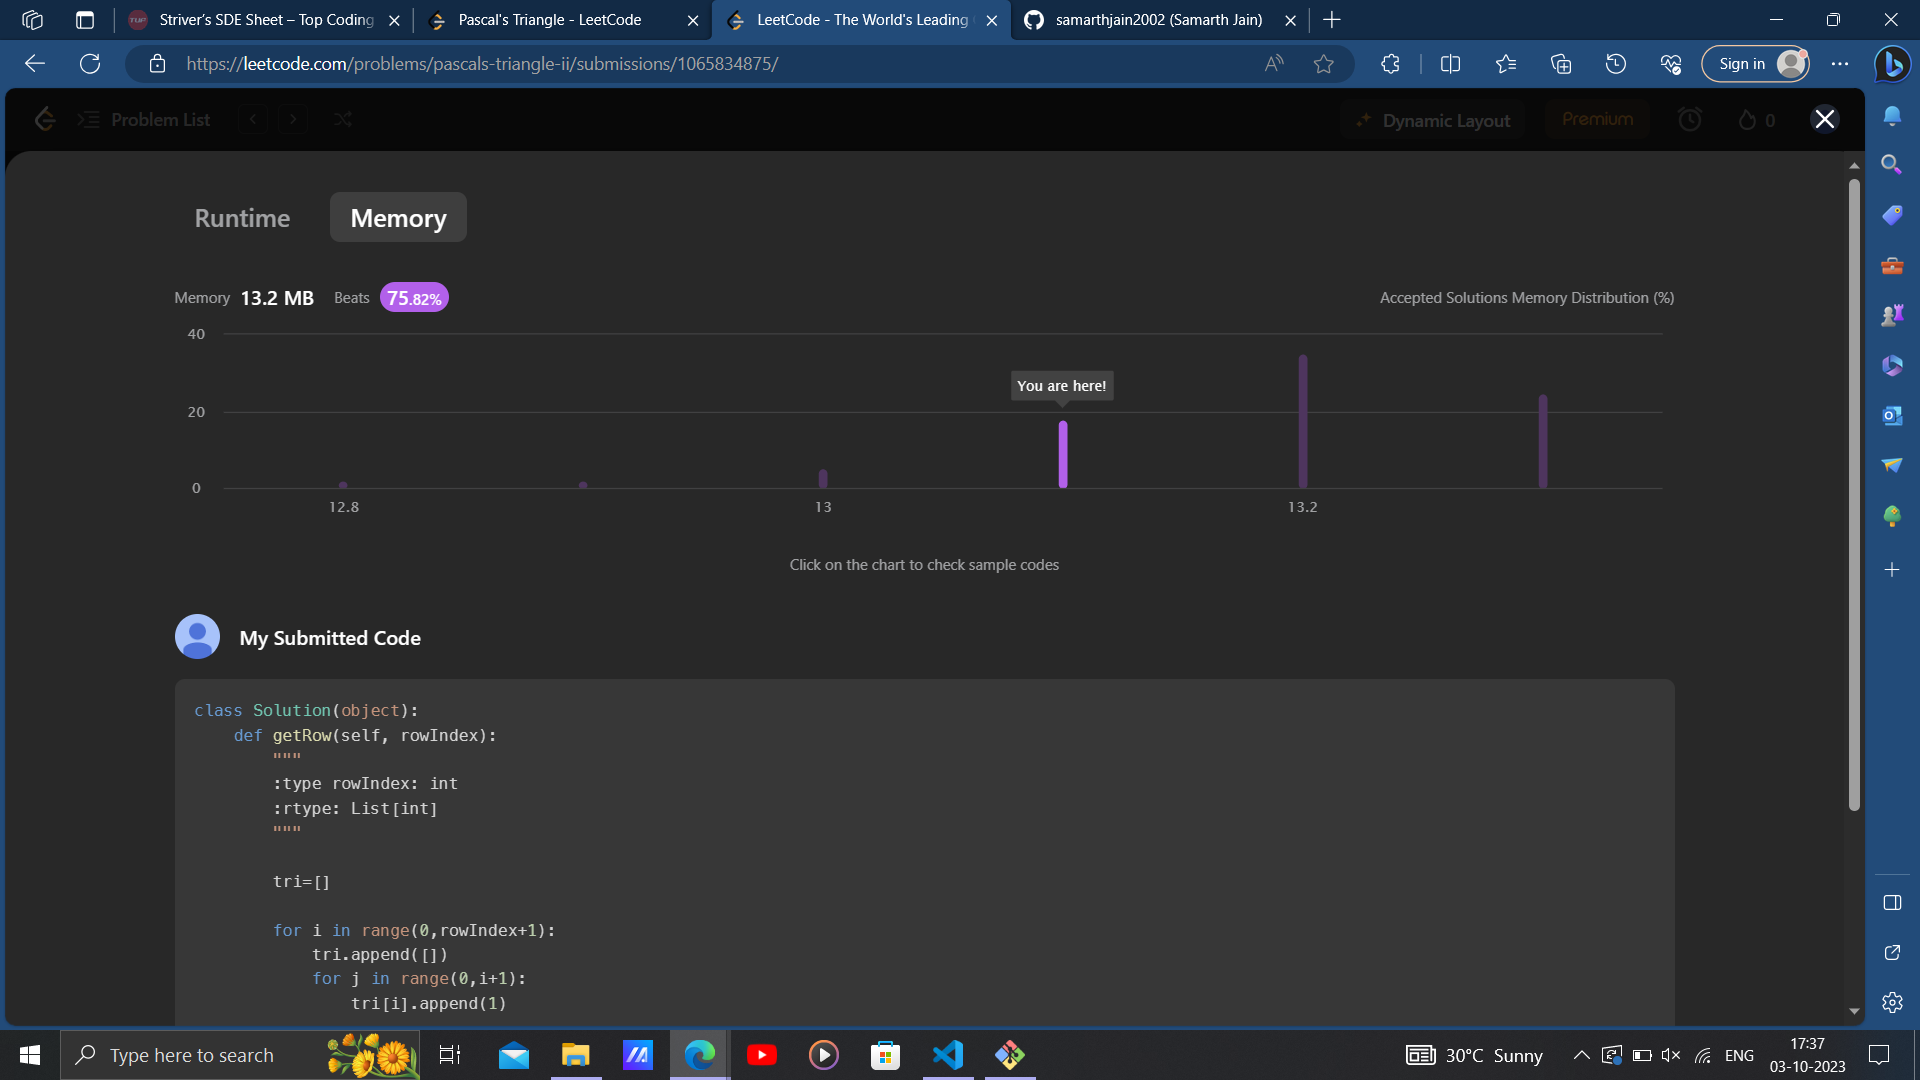 Striver's SDE Sheet – Top Coding
Pascal's Triangle - LeetCode
LeetCode - The World's Leading
samarthjain2002 (Samarth Jain)
https://leetcode.com/problems/pascals-triangle-ii/submissions/1065834875/
Sign in
Problem List
Dynamic Layout
Premium
0
Runtime
Memory
Memory 13.2 MB Beats 75.82%
Accepted Solutions Memory Distribution (%)
40
You are here!
20
0
12.8 13 13.2
Click on the chart to check sample codes
My Submitted Code
class Solution(object):
def getRow(self, rowIndex):
"""
:type rowIndex: int
:rtype: List[int]
"""
tri=[]
for i in range(0,rowIndex+1):
tri.append([])
for j in range(0,i+1):
tri[i].append(1)
Type here to search
30°C Sunny
ENG
17:37
03-10-2023